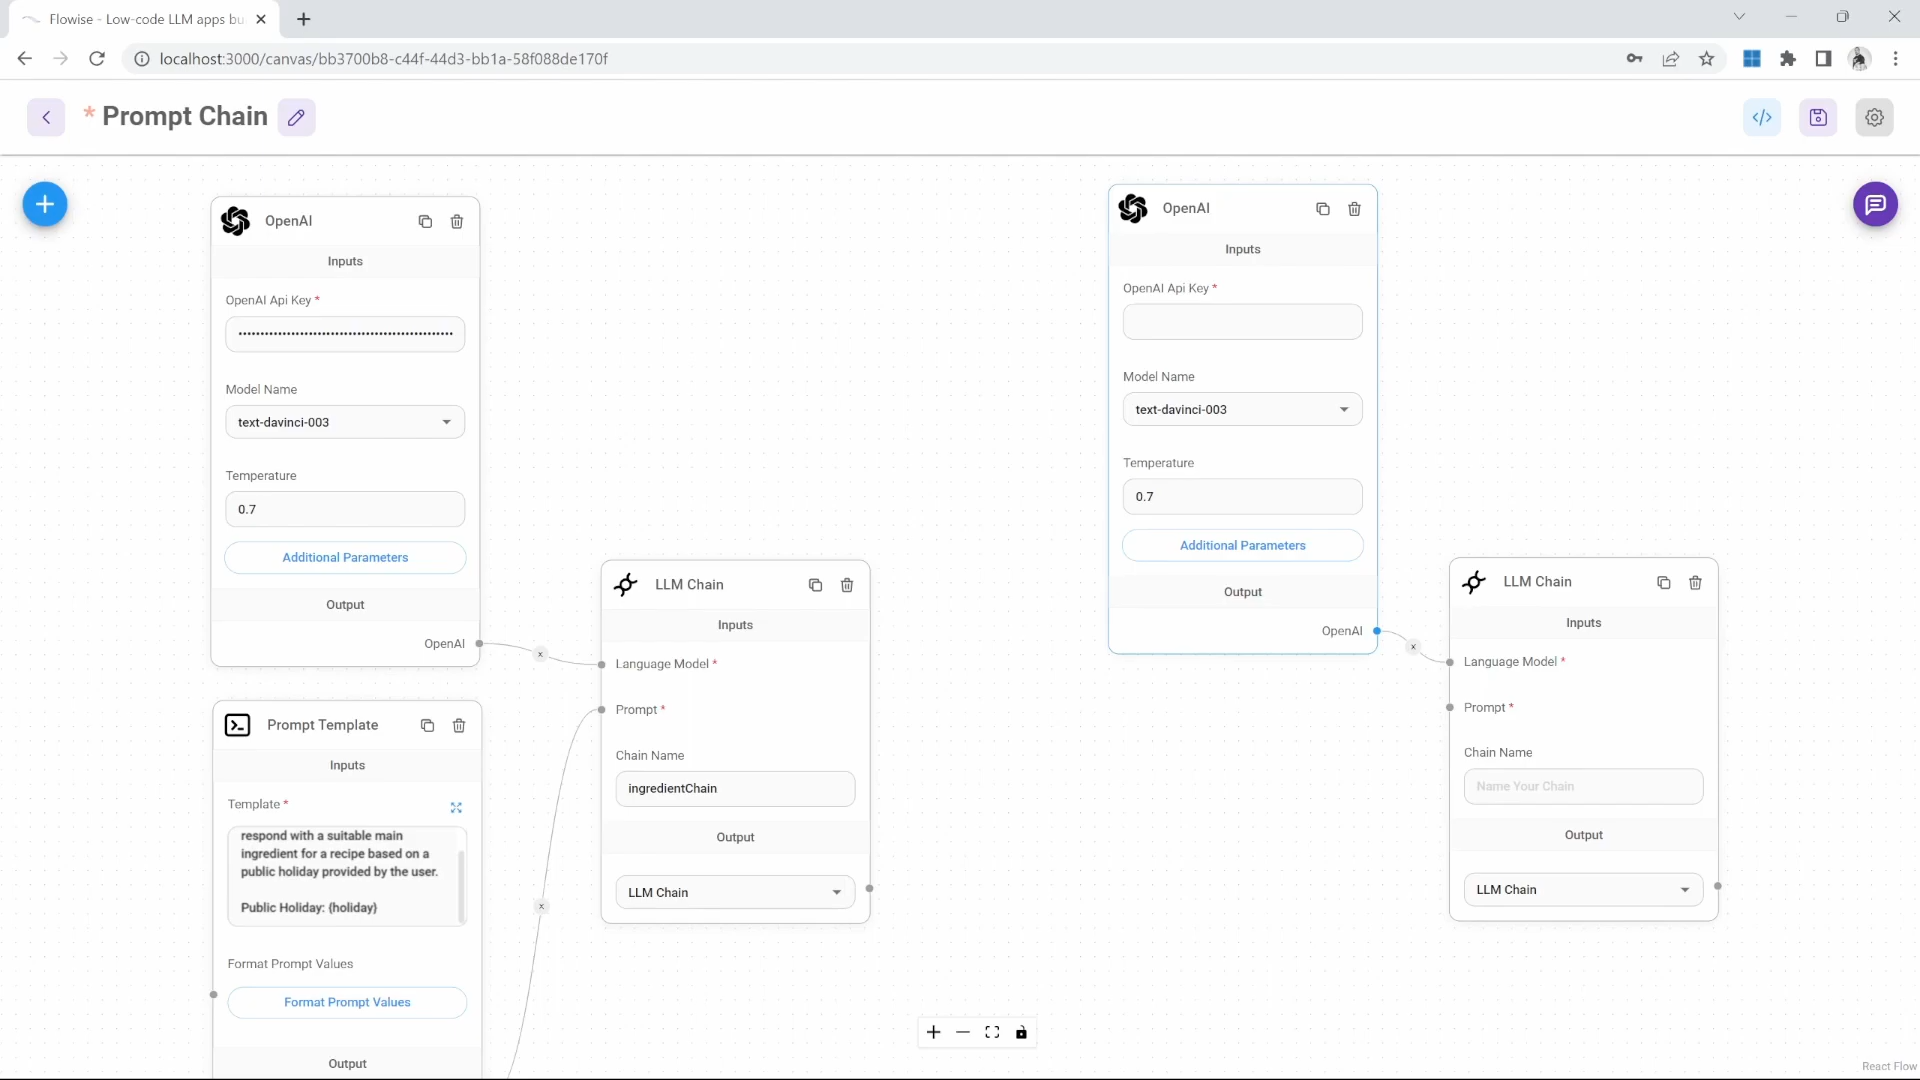 Flowise - Low-code LLM apps bu
localhost:3000/canvas/bb3700b8-c44f-44d3-bb1a-58f088de170f
* Prompt Chain
OpenAI
Inputs
OpenAI Api Key *
Model Name
text-davinci-003
Temperature
0.7
Additional Parameters
Output
OpenAI
Prompt Template
Inputs
Template *
respond with a suitable main
ingredient for a recipe based on a
public holiday provided by the user.
Public Holiday: {holiday}
Format Prompt Values
Format Prompt Values
Output
LLM Chain
Inputs
Language Model *
Prompt *
Chain Name
ingredientChain
Output
LLM Chain
OpenAI
Inputs
OpenAI Api Key *
Model Name
text-davinci-003
Temperature
0.7
Additional Parameters
Output
OpenAI
LLM Chain
Inputs
Language Model *
Prompt *
Chain Name
Name Your Chain
Output
LLM Chain
React Flow